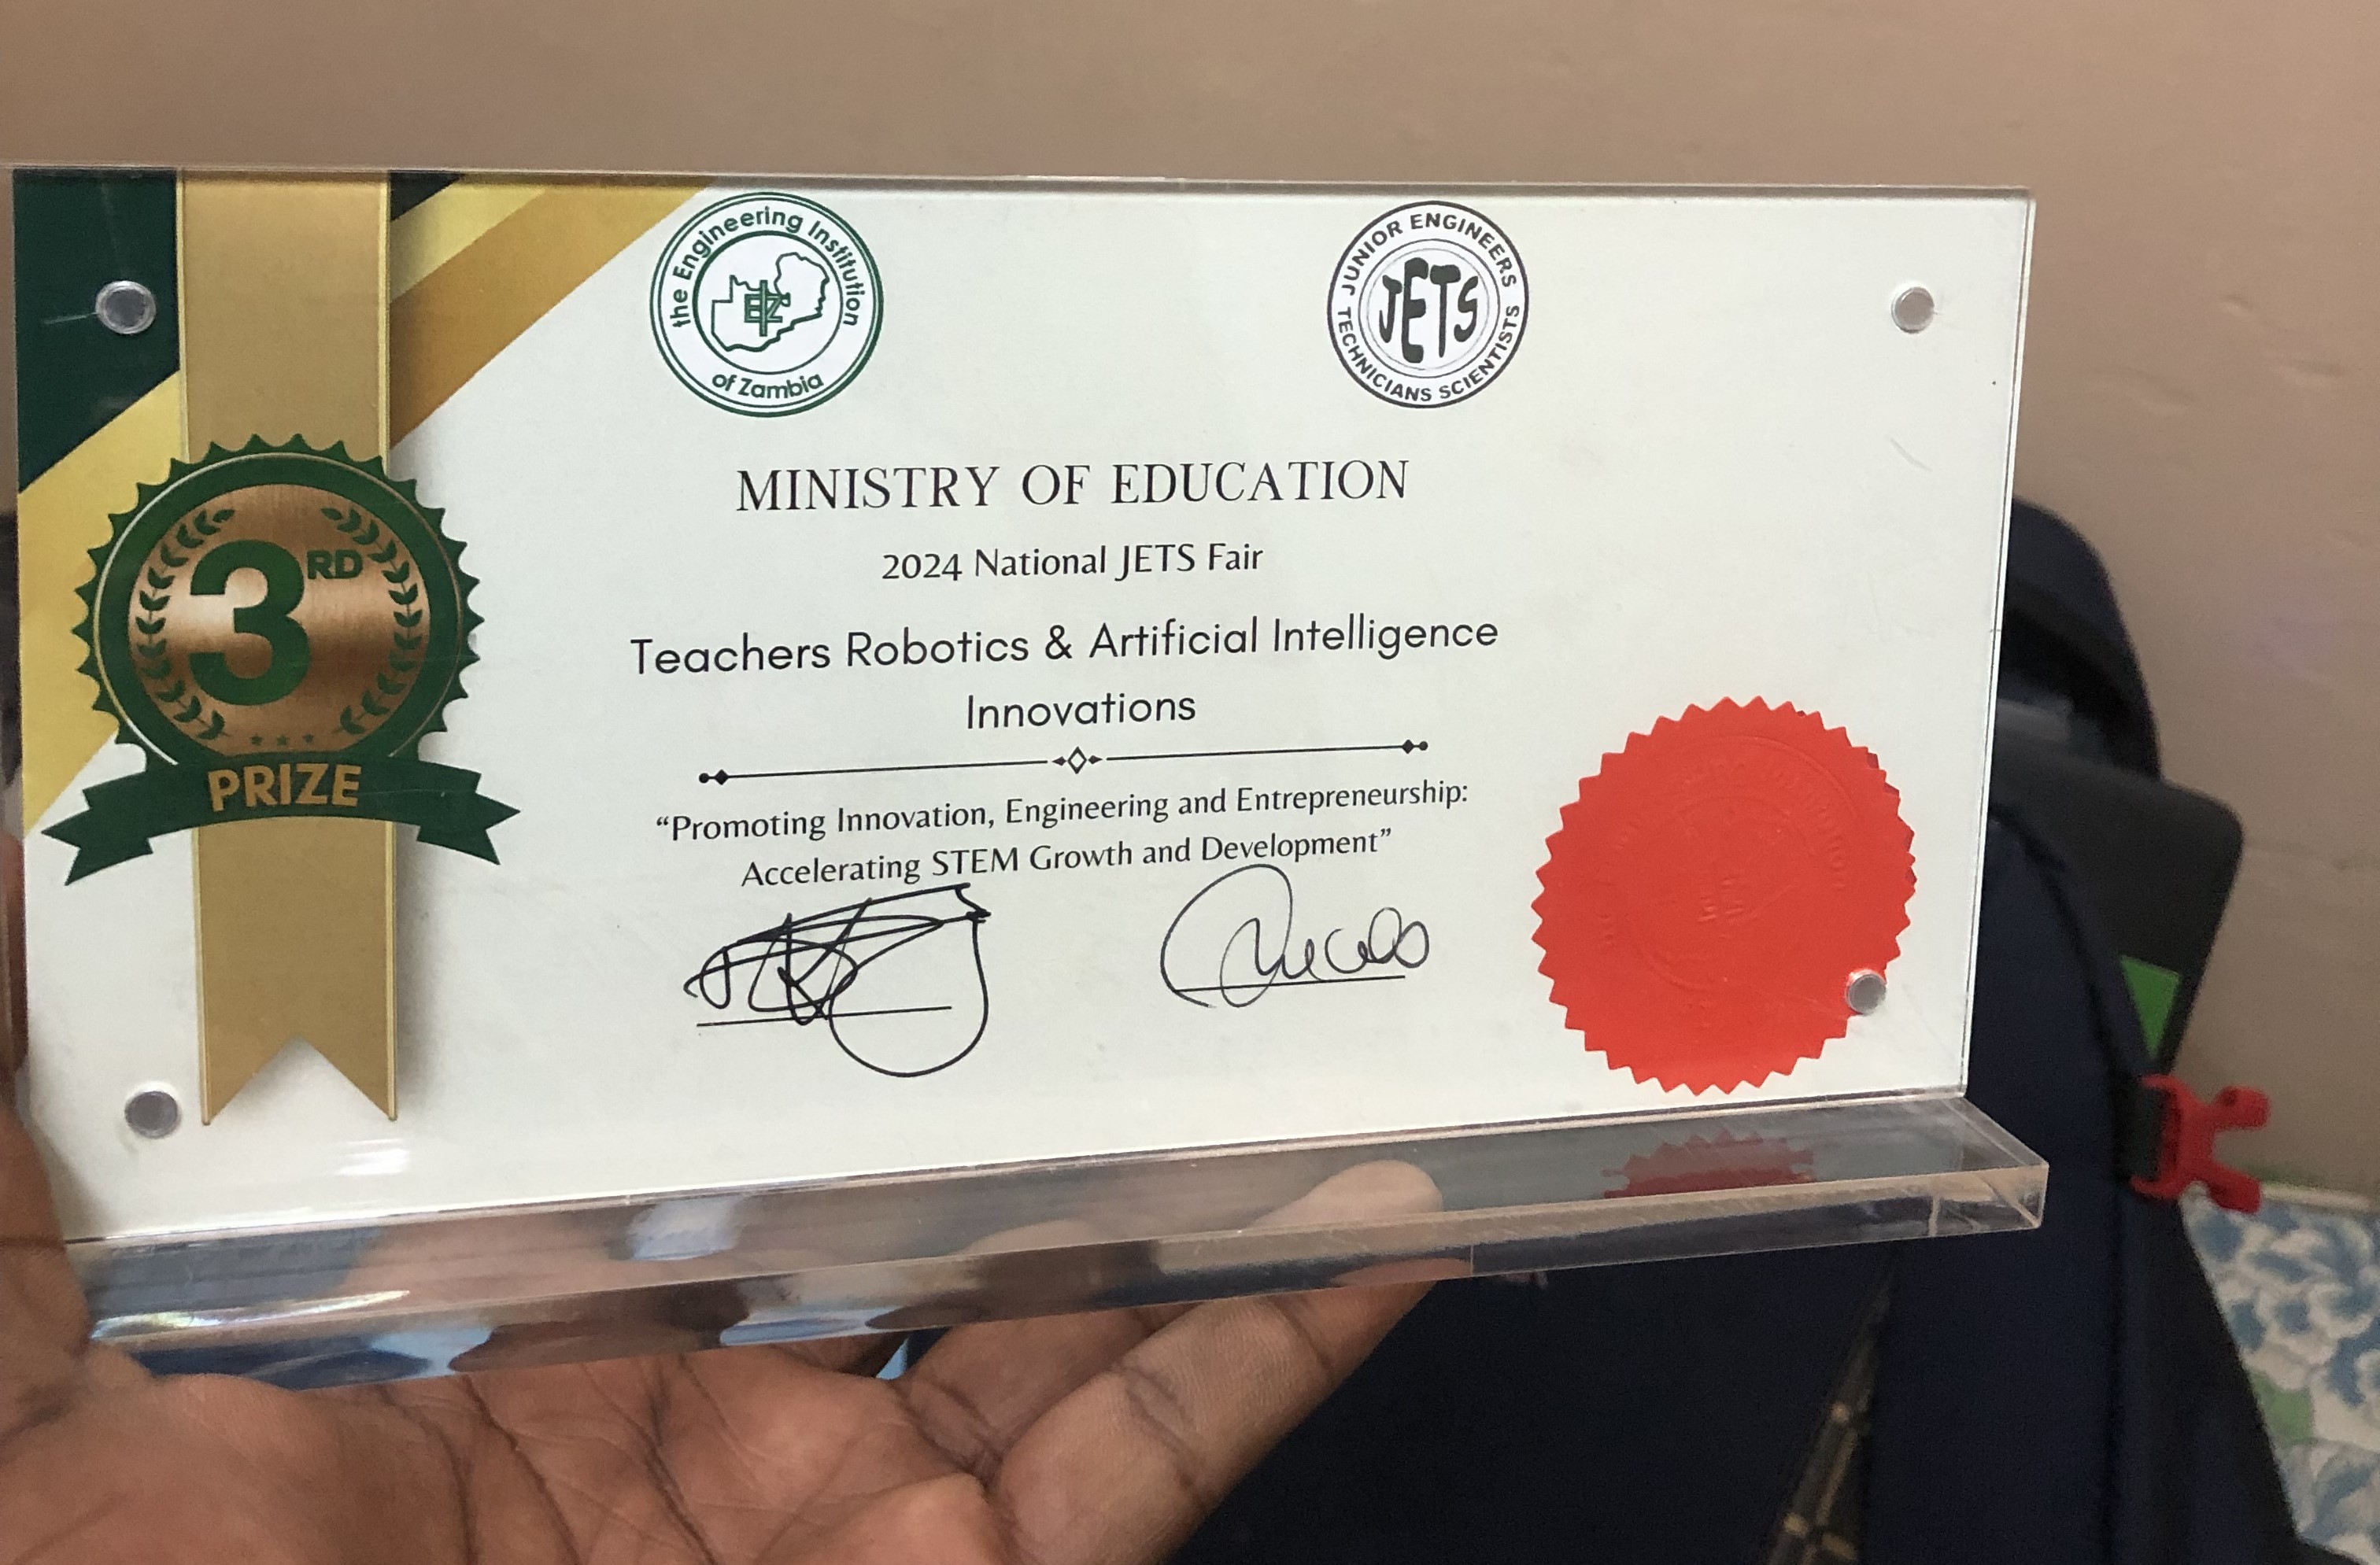 the Engineering Institution
of Zambia
EIZ
JUNIOR ENGINEERS
TECHNICIANS SCIENTISTS
JETS
MINISTRY OF EDUCATION
2024 National JETS Fair
Teachers Robotics & Artificial Intelligence
Innovations
3RD
PRIZE
“Promoting Innovation, Engineering and Entrepreneurship:
Accelerating STEM Growth and Development”